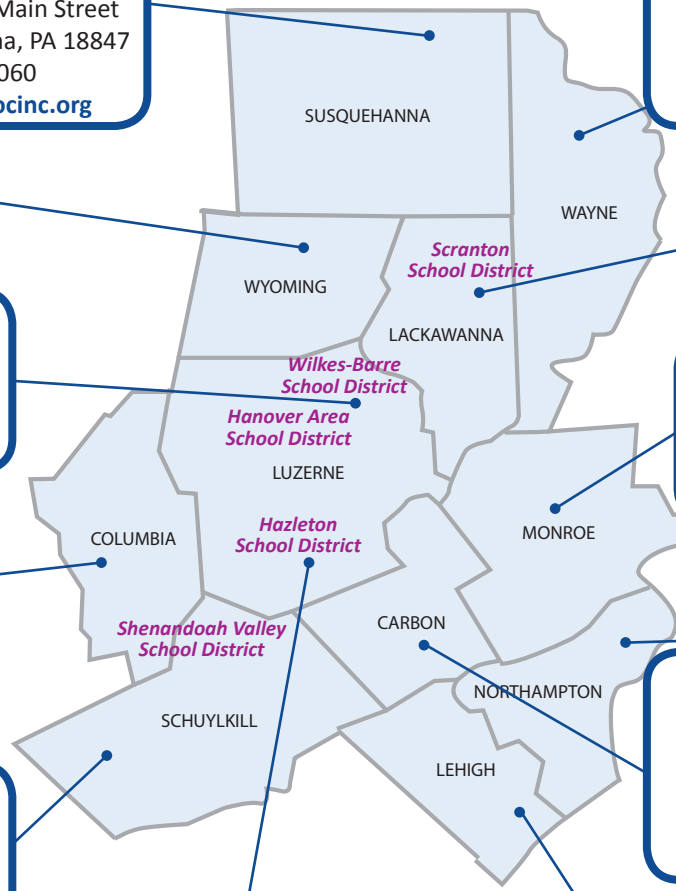 Main Street
PA 18847
060
cinc.org
SUSQUEHANNA
WAYNE
Scranton
School District
WYOMING
LACKAWANNA
Wilkes-Barre
School District
Hanover Area
School District
LUZERNE
Hazleton
School District
COLUMBIA
MONROE
Shenandoah Valley
School District
CARBON
NORTHAMPTON
SCHUYLKILL
LEHIGH